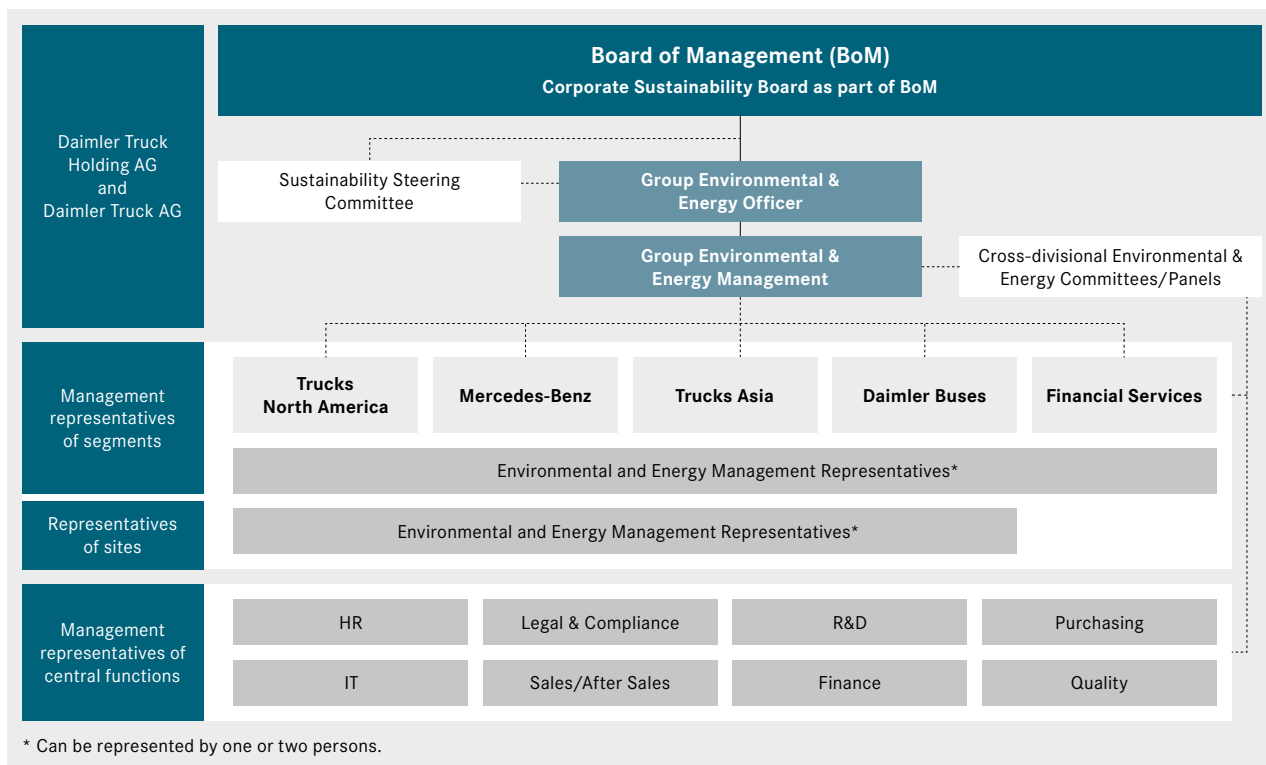 Board of Management (BoM)
Corporate Sustainability Board as part of BoM
Daimler Truck
Holding AG
and
Daimler Truck AG
Sustainability Steering
Committee
Group Environmental &
Energy Officer
Group Environmental &
Energy Management
Cross-divisional Environmental &
Energy Committees/Panels
Management
representatives
of segments
Trucks
North America
Mercedes-Benz
Trucks Asia
Daimler Buses
Financial Services
Environmental and Energy Management Representatives*
Representatives
of sites
Environmental and Energy Management Representatives*
Management
representatives of
central functions
HR
Legal & Compliance
R&D
Purchasing
IT
Sales/After Sales
Finance
Quality
* Can be represented by one or two persons.